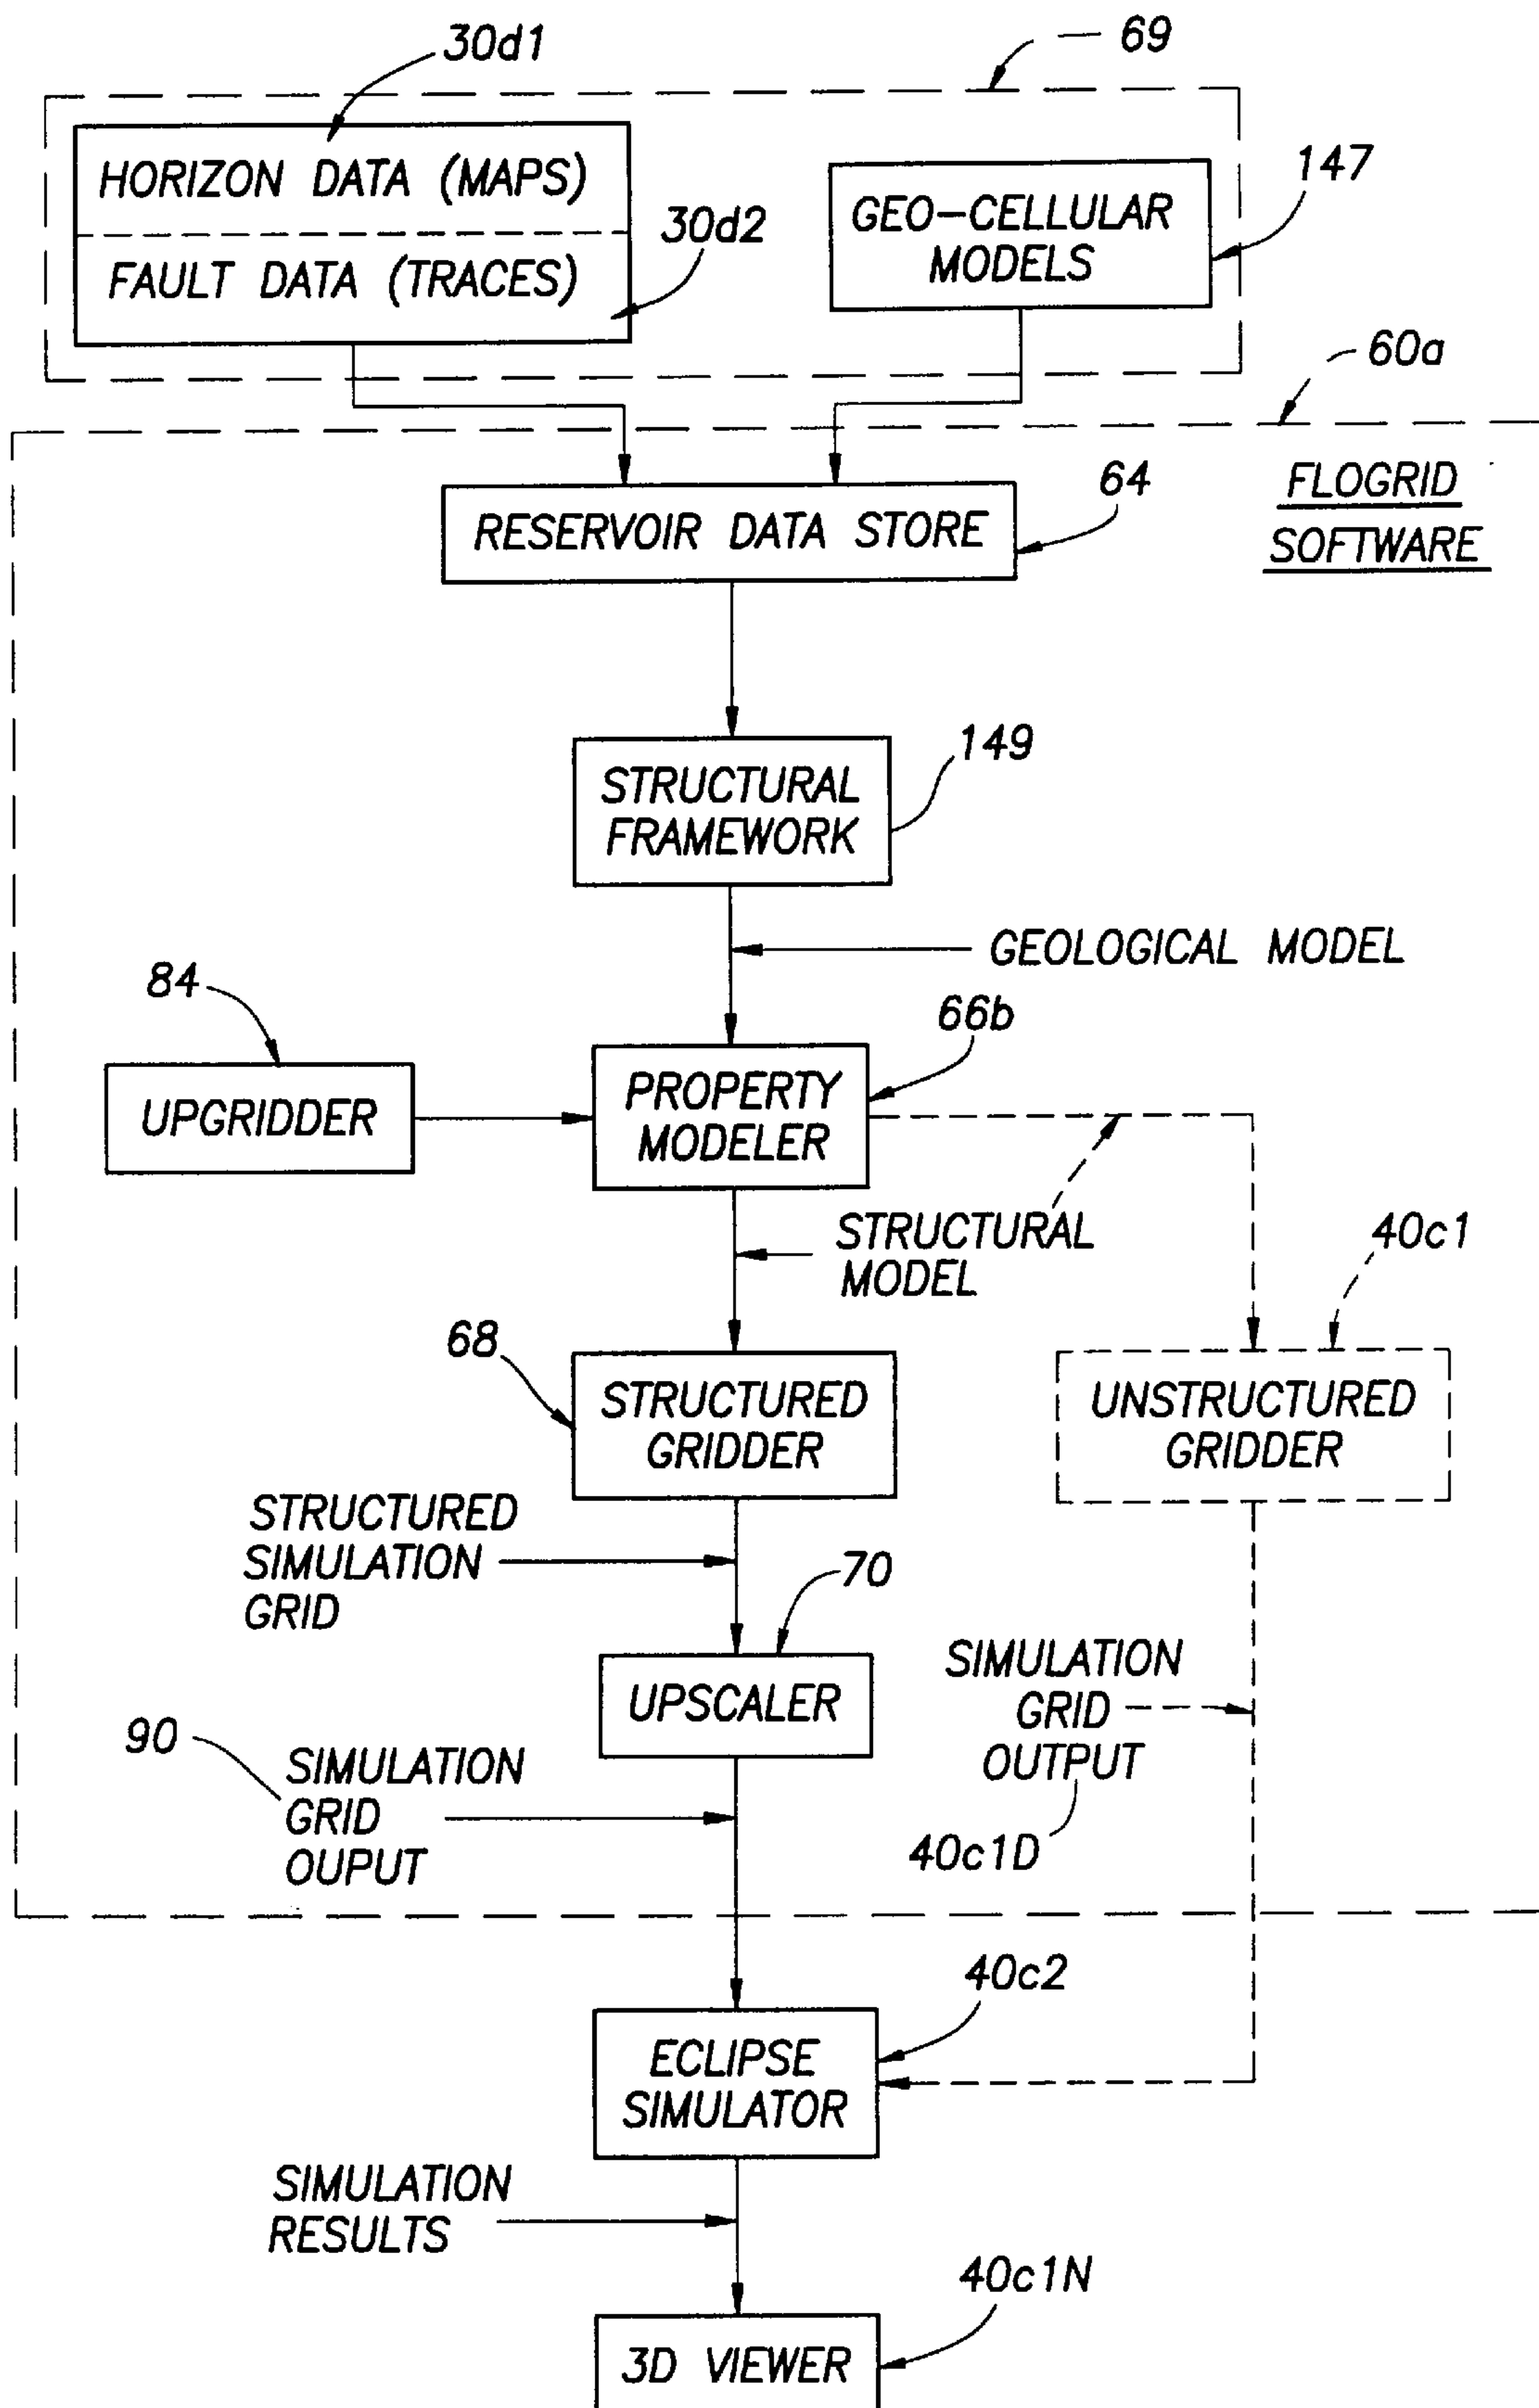 30d1
69
HORIZON DATA (MAPS)
30d2
FAULT DATA (TRACES)
GEO-CELLULAR
MODELS
147
60a
FLOGRID
SOFTWARE
RESERVOIR DATA STORE
64
STRUCTURAL
FRAMEWORK
149
GEOLOGICAL MODEL
84
66b
UPGRIDDER
PROPERTY
MODELER
STRUCTURAL
MODEL
40c1
68
STRUCTURED
GRIDDER
UNSTRUCTURED
GRIDDER
STRUCTURED
SIMULATION
GRID
70
UPSCALER
SIMULATION
GRID
OUTPUT
40c1D
90
SIMULATION
GRID
OUPUT
40c2
ECLIPSE
SIMULATOR
SIMULATION
RESULTS
40c1N
3D VIEWER